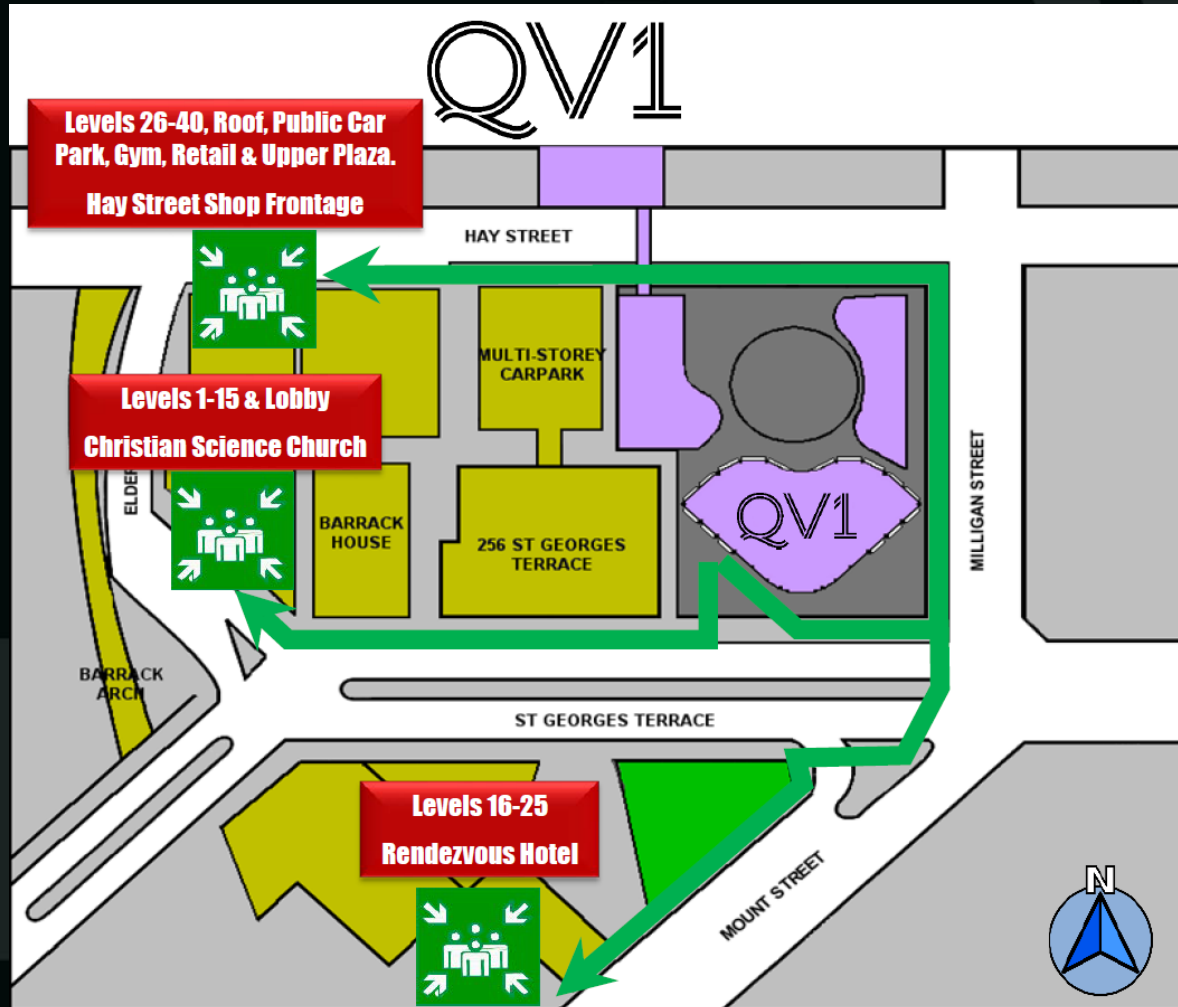 QV1
Levels 26-40, Roof, Public Car
Park, Gym, Retail & Upper Plaza.
Hay Street Shop Frontage
HAY STREET
MULTI-STOREY
CARPARK
Levels 1-15 & Lobby
Christian Science Church
ELDER
BARRACK
HOUSE
256 ST GEORGES
TERRACE
QV1
MILLIGAN STREET
BARRACK
ARCH
ST GEORGES TERRACE
Levels 16-25
Rendezvous Hotel
MOUNT STREET
N